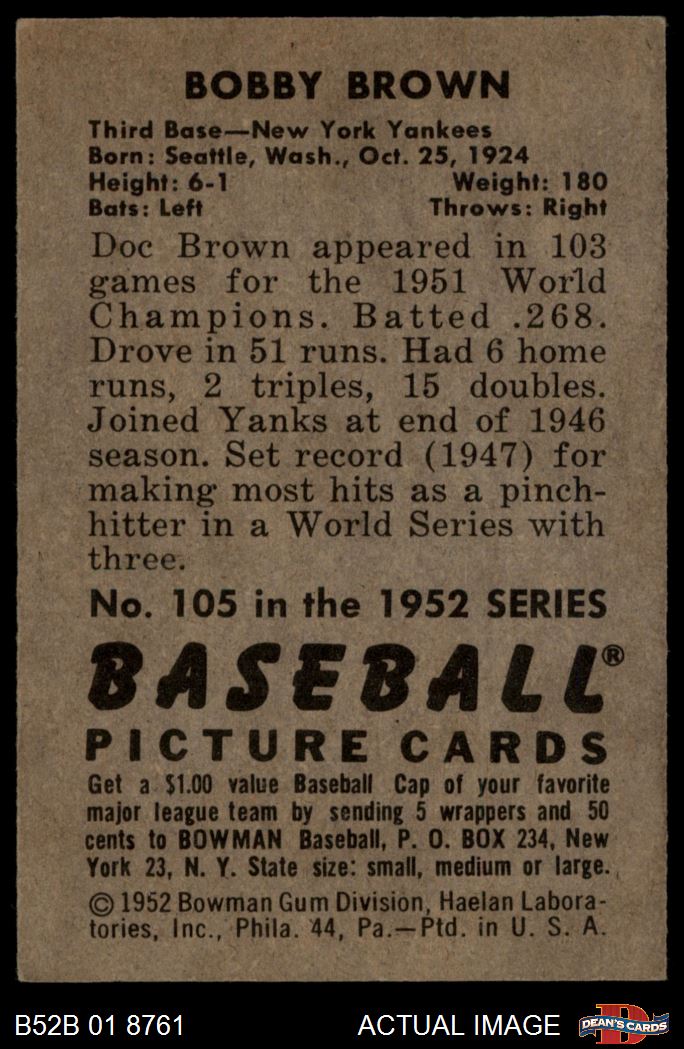 BOBBY BROWN
Third Base—New York Yankees
Born: Seattle, Wash., Oct. 25, 1924
Height: 6-1 Weight: 180
Bats: Left Throws: Right
Doc Brown appeared in 103
games for the 1951 World
Champions. Batted .268.
Drove in 51 runs. Had 6 home
runs, 2 triples, 15 doubles.
Joined Yanks at end of 1946
season. Set record (1947) for
making most hits as a pinch-
hitter in a World Series with
three.
No. 105 in the 1952 SERIES
BASEBALL®
PICTURE CARDS
Get a $1.00 value Baseball Cap of your favorite
major league team by sending 5 wrappers and 50
cents to BOWMAN Baseball, P. O. BOX 234, New
York 23, N. Y. State size: small, medium or large.
© 1952 Bowman Gum Division, Haelan Labora-
tories, Inc., Phila. 44, Pa.—Ptd. in U. S. A.
B52B 01 8761 ACTUAL IMAGE D DEAN'S CARDS